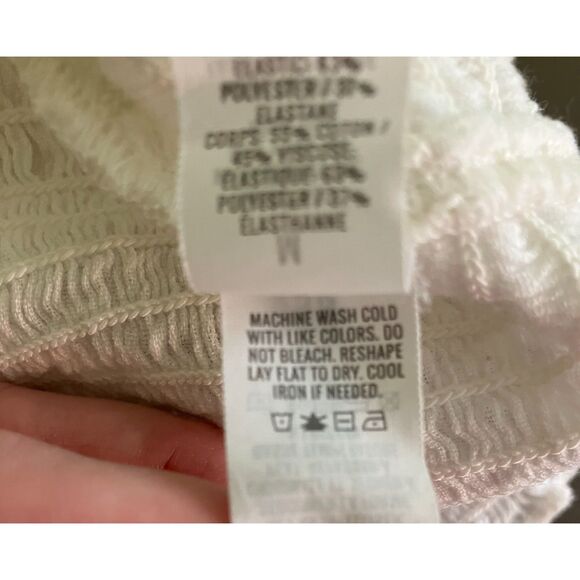 POLYESTER / 37%
ELASTANE
CORPS: 55% COTON /
45% VISCOSE.
ÉLASTIQUE: 63%
POLYESTER / 37%
ÉLASTHANNE
MACHINE WASH COLD
WITH LIKE COLORS. DO
NOT BLEACH. RESHAPE
LAY FLAT TO DRY. COOL
IRON IF NEEDED.